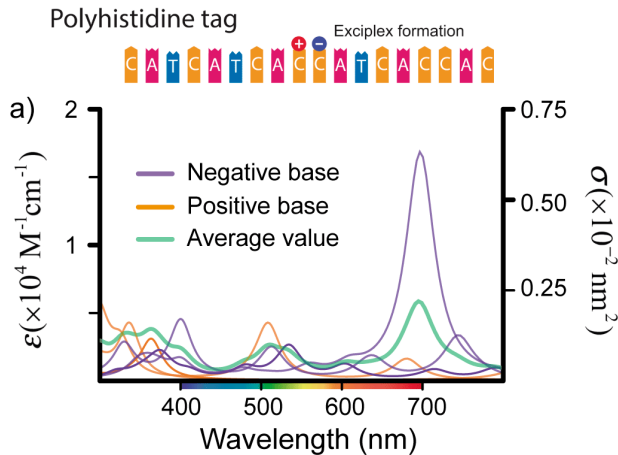 Polyhistidine tag
+ − Exciplex formation
C A T C A T C A C C A T C A C C A C
a)
2
1
ε(×10⁴ M⁻¹cm⁻¹)
Negative base
Positive base
Average value
0.75
0.50
0.25
σ(×10⁻² nm²)
400 500 600 700
Wavelength (nm)